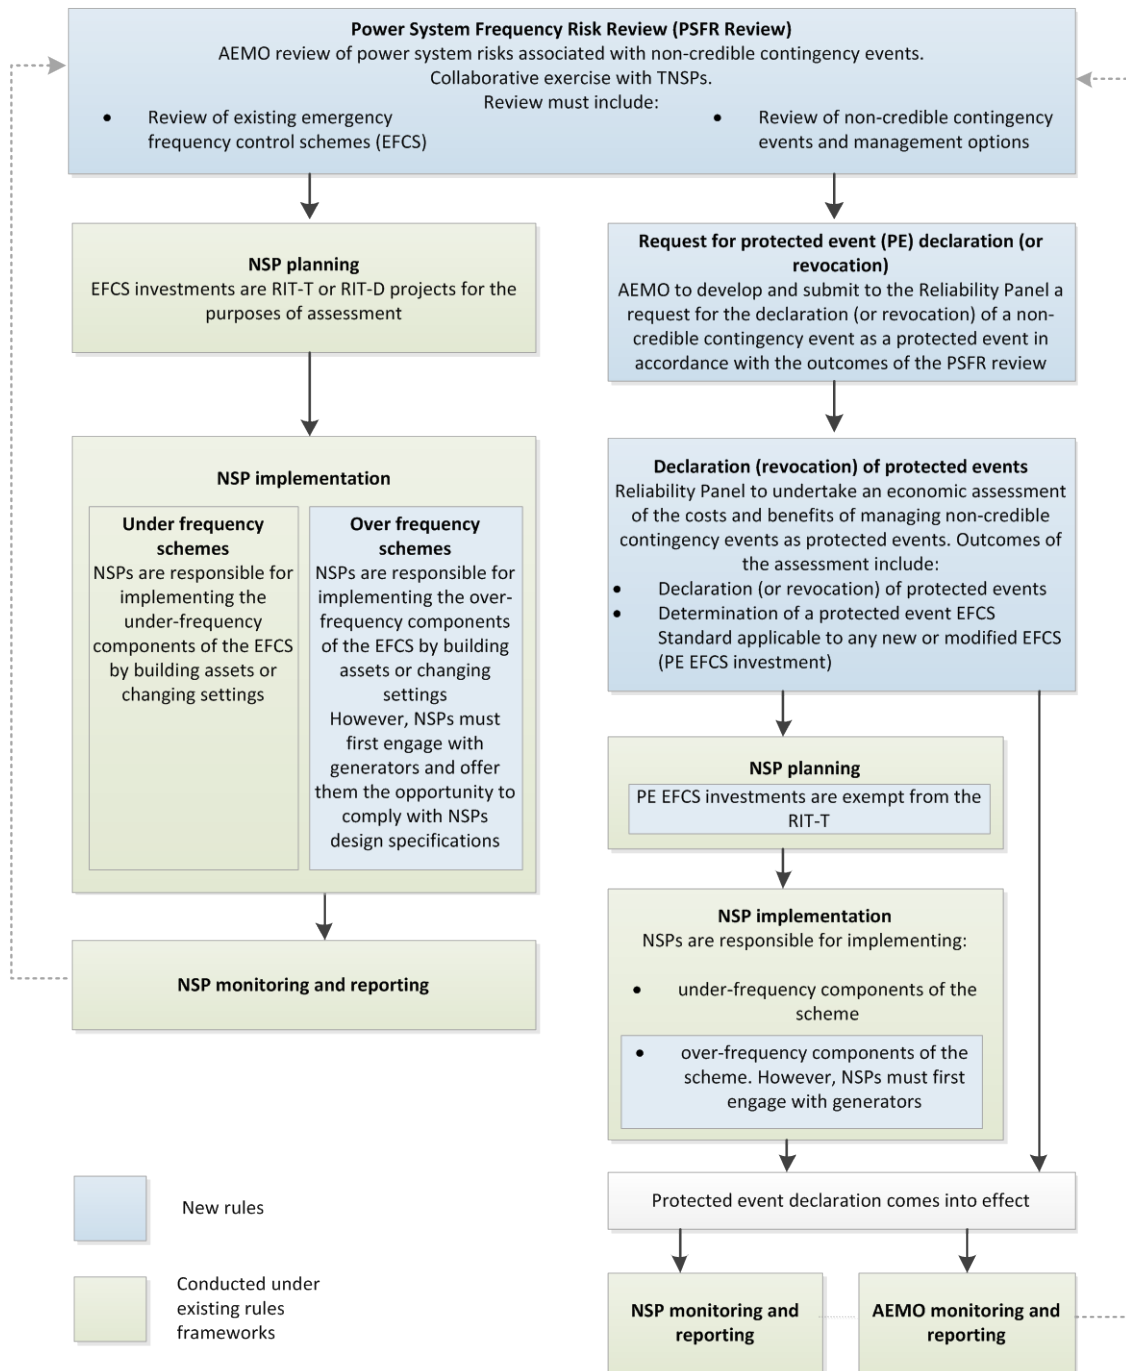 Power System Frequency Risk Review (PSFR Review)
AEMO review of power system risks associated with non-credible contingency events.
Collaborative exercise with TNSPs.
Review must include:
• Review of existing emergency
frequency control schemes (EFCS)
• Review of non-credible contingency
events and management options
NSP planning
EFCS investments are RIT-T or RIT-D projects for the
purposes of assessment
Request for protected event (PE) declaration (or
revocation)
AEMO to develop and submit to the Reliability Panel a
request for the declaration (or revocation) of a non-
credible contingency event as a protected event in
accordance with the outcomes of the PSFR review
NSP implementation
Under frequency
schemes
NSPs are responsible for
implementing the
under-frequency
components of the EFCS
by building assets or
changing settings
Over frequency
schemes
NSPs are responsible for
implementing the over-
frequency components
of the EFCS by building
assets or changing
settings
However, NSPs must
first engage with
generators and offer
them the opportunity to
comply with NSPs
design specifications
NSP monitoring and reporting
Declaration (revocation) of protected events
Reliability Panel to undertake an economic assessment
of the costs and benefits of managing non-credible
contingency events as protected events. Outcomes of
the assessment include:
• Declaration (or revocation) of protected events
• Determination of a protected event EFCS
Standard applicable to any new or modified EFCS
(PE EFCS investment)
NSP planning
PE EFCS investments are exempt from the
RIT-T
NSP implementation
NSPs are responsible for implementing:
• under-frequency components of the
scheme
• over-frequency components of the
scheme. However, NSPs must first
engage with generators
Protected event declaration comes into effect
NSP monitoring and
reporting
AEMO monitoring and
reporting
New rules
Conducted under
existing rules
frameworks